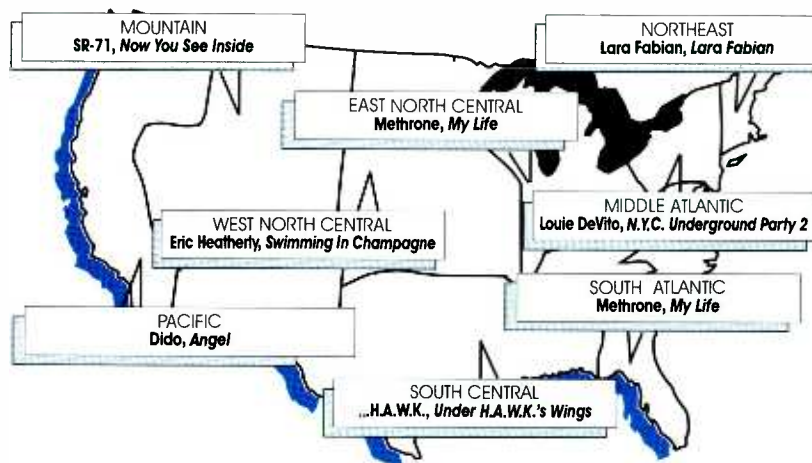 MOUNTAIN
SR-71, Now You See Inside
NORTHEAST
Lara Fabian, Lara Fabian
EAST NORTH CENTRAL
Methrone, My Life
WEST NORTH CENTRAL
Eric Heatherly, Swimming In Champagne
MIDDLE ATLANTIC
Louie DeVito, N.Y.C. Underground Party 2
SOUTH ATLANTIC
Methrone, My Life
PACIFIC
Dido, Angel
SOUTH CENTRAL
...H.A.W.K., Under H.A.W.K.'s Wings